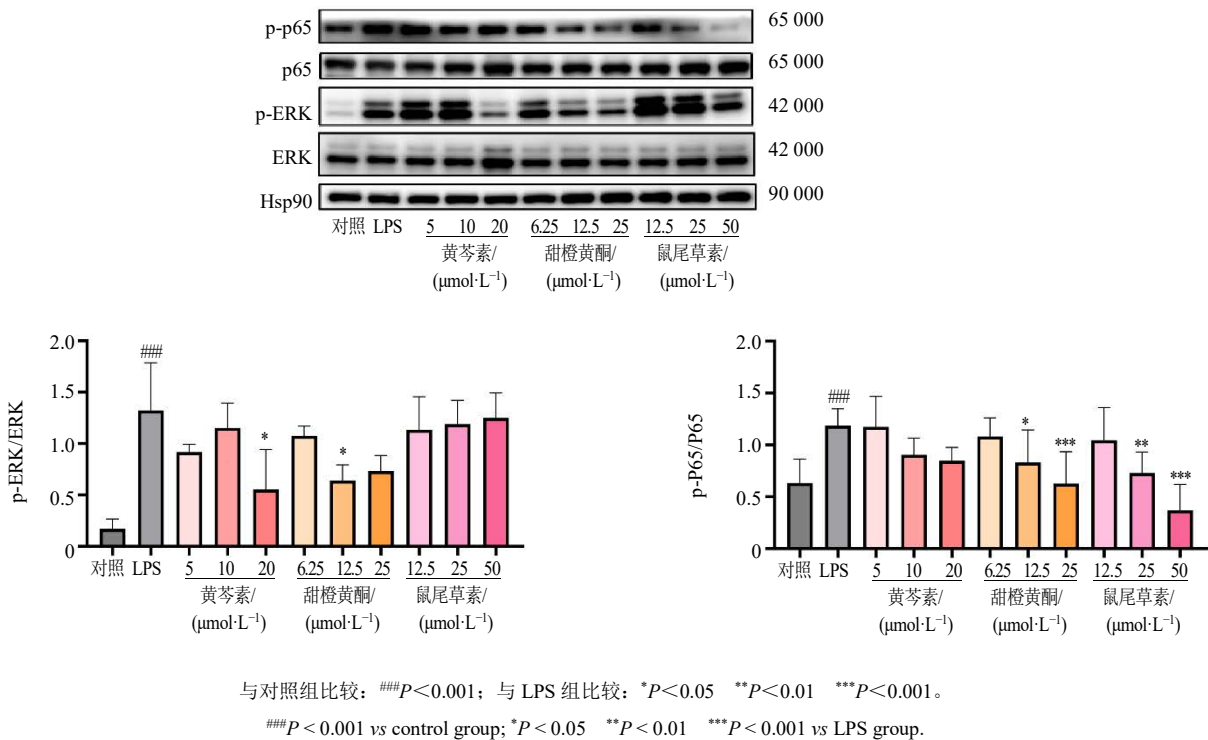 p-p65 65 000
p65 65 000
p-ERK 42 000
ERK 42 000
Hsp90 90 000
对照 LPS 5 10 20 6.25 12.5 25 12.5 25 50
黄芩素/ 甜橙黄酮/ 鼠尾草素/
(μmol·L⁻¹) (μmol·L⁻¹) (μmol·L⁻¹)
p-ERK/ERK
2.0
1.5
1.0
0.5
0
###
*
*
对照 LPS 5 10 20 6.25 12.5 25 12.5 25 50
黄芩素/ 甜橙黄酮/ 鼠尾草素/
(μmol·L⁻¹) (μmol·L⁻¹) (μmol·L⁻¹)
p-P65/P65
2.0
1.5
1.0
0.5
0
###
* *** ** ***
对照 LPS 5 10 20 6.25 12.5 25 12.5 25 50
黄芩素/ 甜橙黄酮/ 鼠尾草素/
(μmol·L⁻¹) (μmol·L⁻¹) (μmol·L⁻¹)
与对照组比较：###P＜0.001；与 LPS 组比较：*P＜0.05 **P＜0.01 ***P＜0.001。
###P < 0.001 vs control group; *P < 0.05 **P < 0.01 ***P < 0.001 vs LPS group.